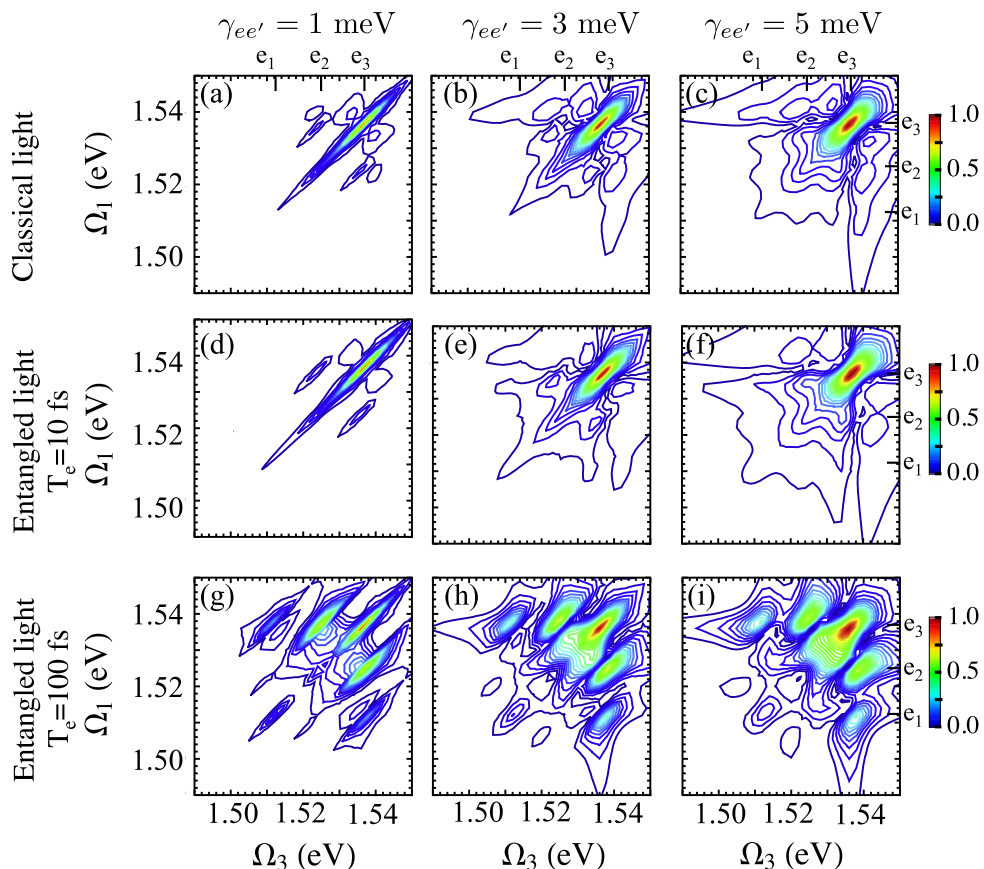 γee′ = 1 meV γee′ = 3 meV γee′ = 5 meV
e1 e2 e3 e1 e2 e3 e1 e2 e3
Classical light
Ω1 (eV)
1.54
1.52
1.50
(a) (b) (c)
e3
e2
e1
1.0
0.5
0.0
Entangled light
Te=10 fs
Ω1 (eV)
1.54
1.52
1.50
(d) (e) (f)
e3
e2
e1
1.0
0.5
0.0
Entangled light
Te=100 fs
Ω1 (eV)
1.54
1.52
1.50
(g) (h) (i)
e3
e2
e1
1.0
0.5
0.0
1.50 1.52 1.54 1.50 1.52 1.54 1.50 1.52 1.54
Ω3 (eV) Ω3 (eV) Ω3 (eV)